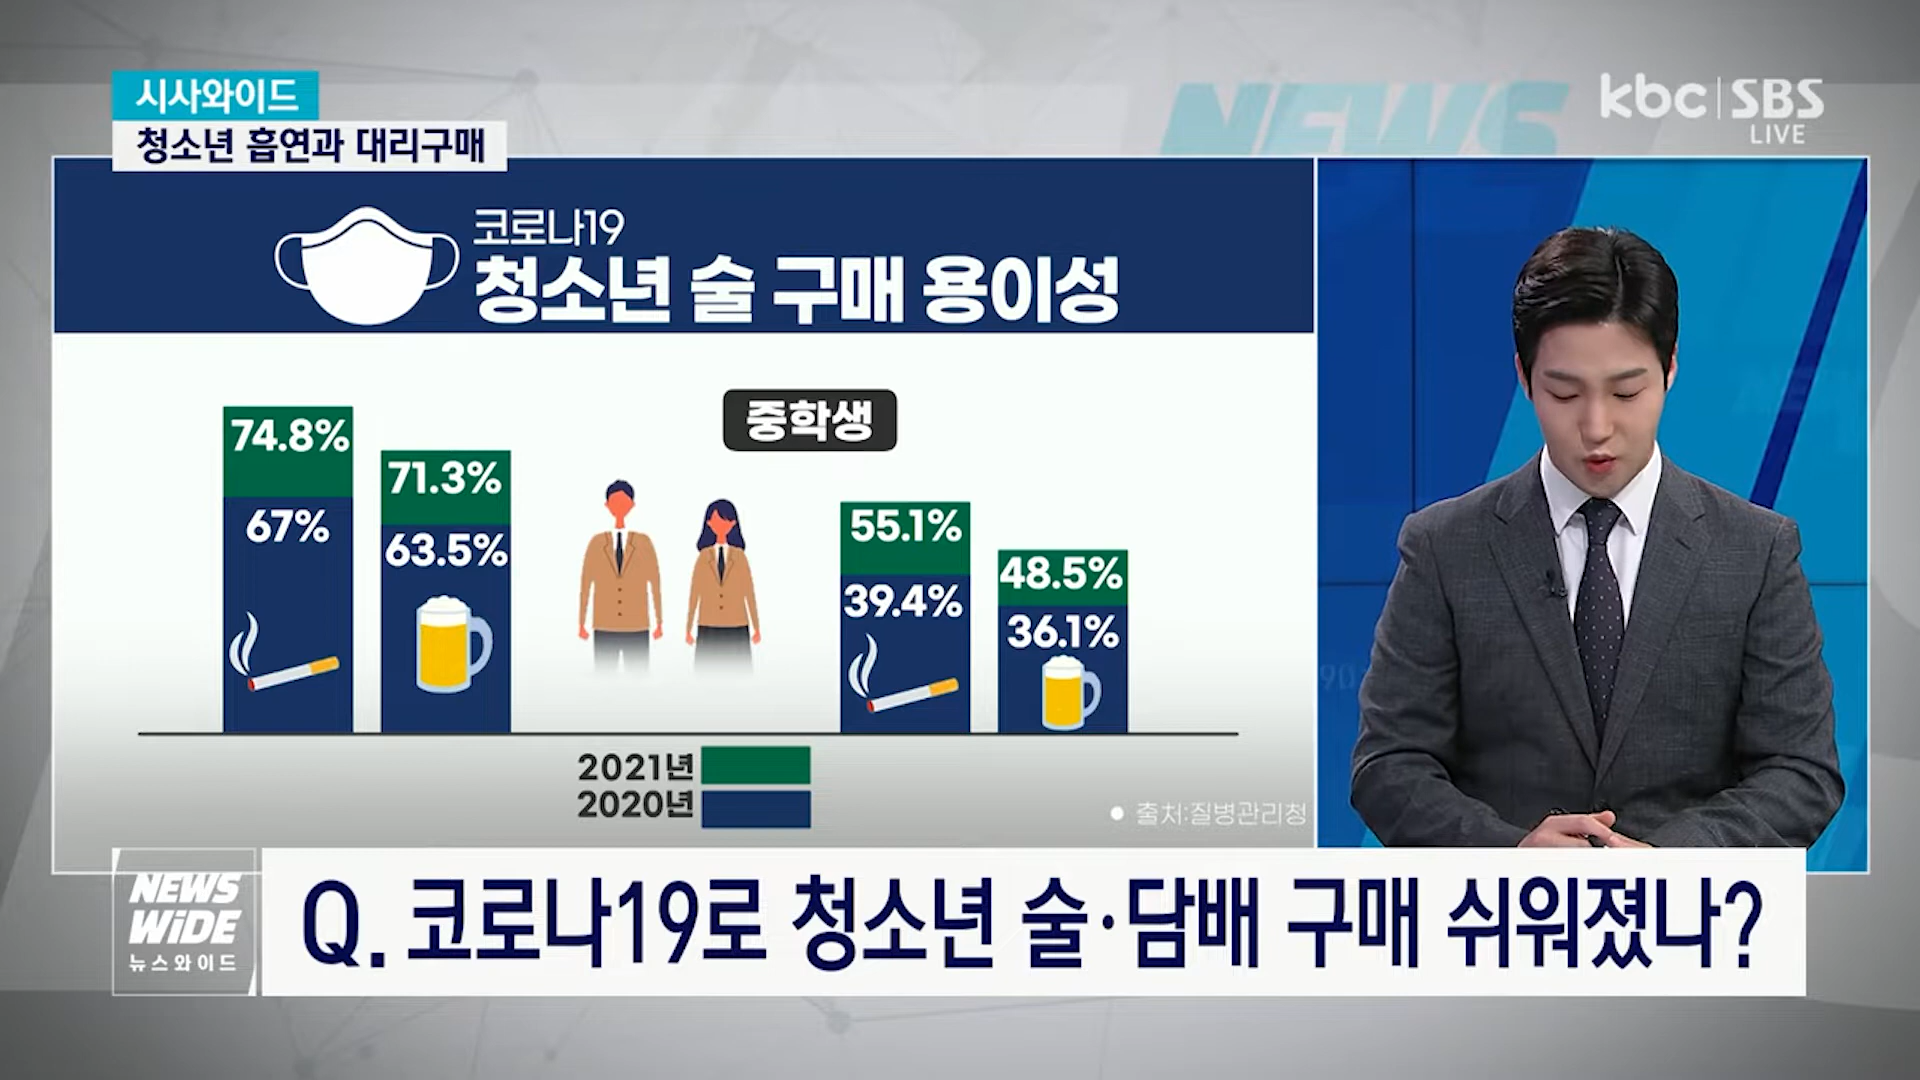 시사와이드
청소년 흡연과 대리구매
NEWS
kbc SBS
LIVE
코로나19
청소년 술 구매 용이성
중학생
74.8%
67%
71.3%
63.5%
55.1%
39.4%
48.5%
36.1%
2021년
2020년
출처:질병관리청
NEWS
WiDE
뉴스와이드
Q. 코로나19로 청소년 술·담배 구매 쉬워졌나?